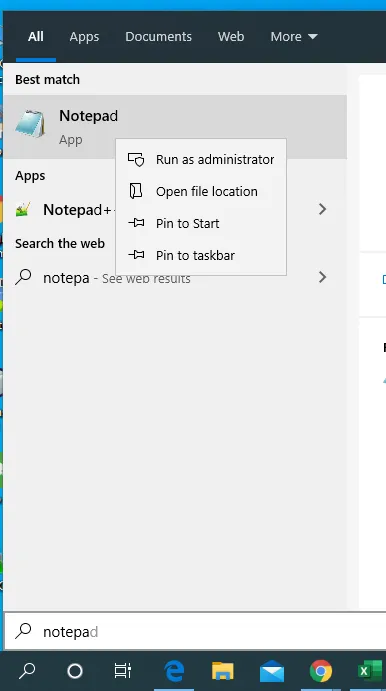 All Apps Documents Web More
Best match
Notepad
App
Run as administrator
Apps
Open file location
Notepad+
Pin to Start
Search the web
Pin to taskbar
notepa - See web results
notepad